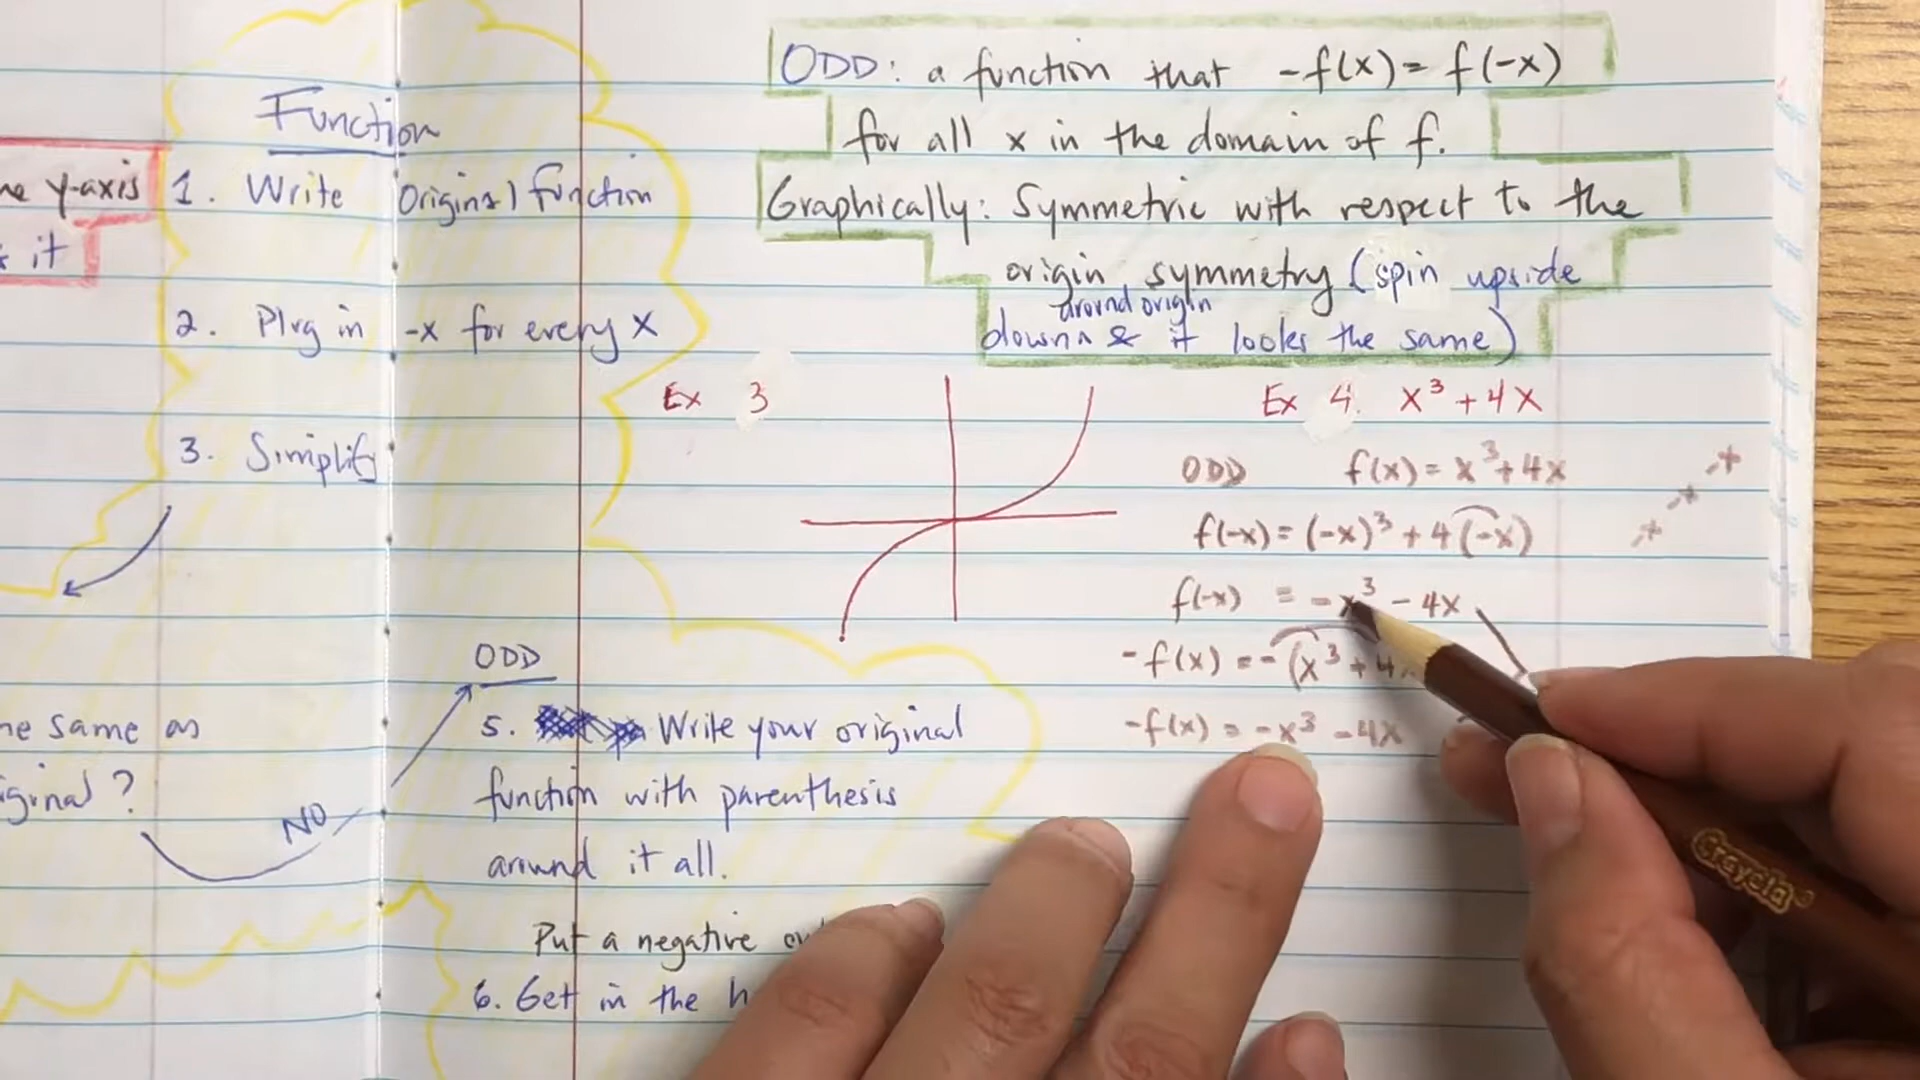 y-axis
it
Function
1. Write Original function
2. Plug in -x for every x
3. Simplify
same as
?
NO
ODD
5. Write your original
function with parenthesis
around it all.
Put a negative
6. Get in the
ODD: a function that -f(x) = f(-x)
for all x in the domain of f.
Graphically: Symmetric with respect to the
origin symmetry (spin upside
around origin
down ^ & it looks the same)
Ex 3
Ex 4. x³ + 4x
ODD f(x) = x³ + 4x
f(-x) = (-x)³ + 4(-x)
f(-x) = -x³ - 4x
-f(x) = -(x³ + 4
-f(x) = -x³ - 4x
Crayola